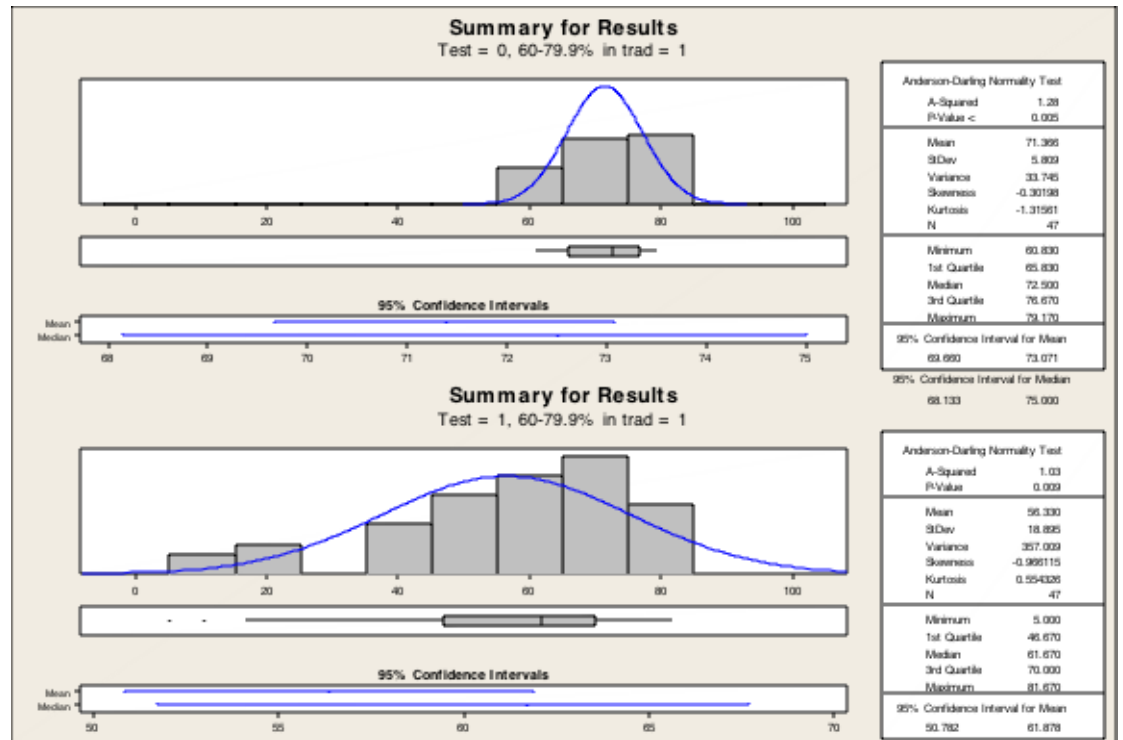 Summary for Results
Test = 0, 60-79.9% in trad = 1
0 20 40 60 80 100
95% Confidence Intervals
Mean
Median
68 69 70 71 72 73 74 75
Anderson-Darling Normality Test
A-Squared 1.28
P-Value < 0.005
Mean 71.366
StDev 5.809
Variance 33.745
Skewness -0.30198
Kurtosis -1.31561
N 47
Minimum 60.830
1st Quartile 65.830
Median 72.500
3rd Quartile 76.670
Maximum 79.170
95% Confidence Interval for Mean
69.660 73.071
95% Confidence Interval for Median
68.133 75.000
Summary for Results
Test = 1, 60-79.9% in trad = 1
0 20 40 60 80 100
95% Confidence Intervals
Mean
Median
50 55 60 65 70
Anderson-Darling Normality Test
A-Squared 1.03
P-Value 0.009
Mean 56.330
StDev 18.895
Variance 357.009
Skewness -0.966115
Kurtosis 0.554326
N 47
Minimum 5.000
1st Quartile 46.670
Median 61.670
3rd Quartile 70.000
Maximum 81.670
95% Confidence Interval for Mean
50.782 61.878